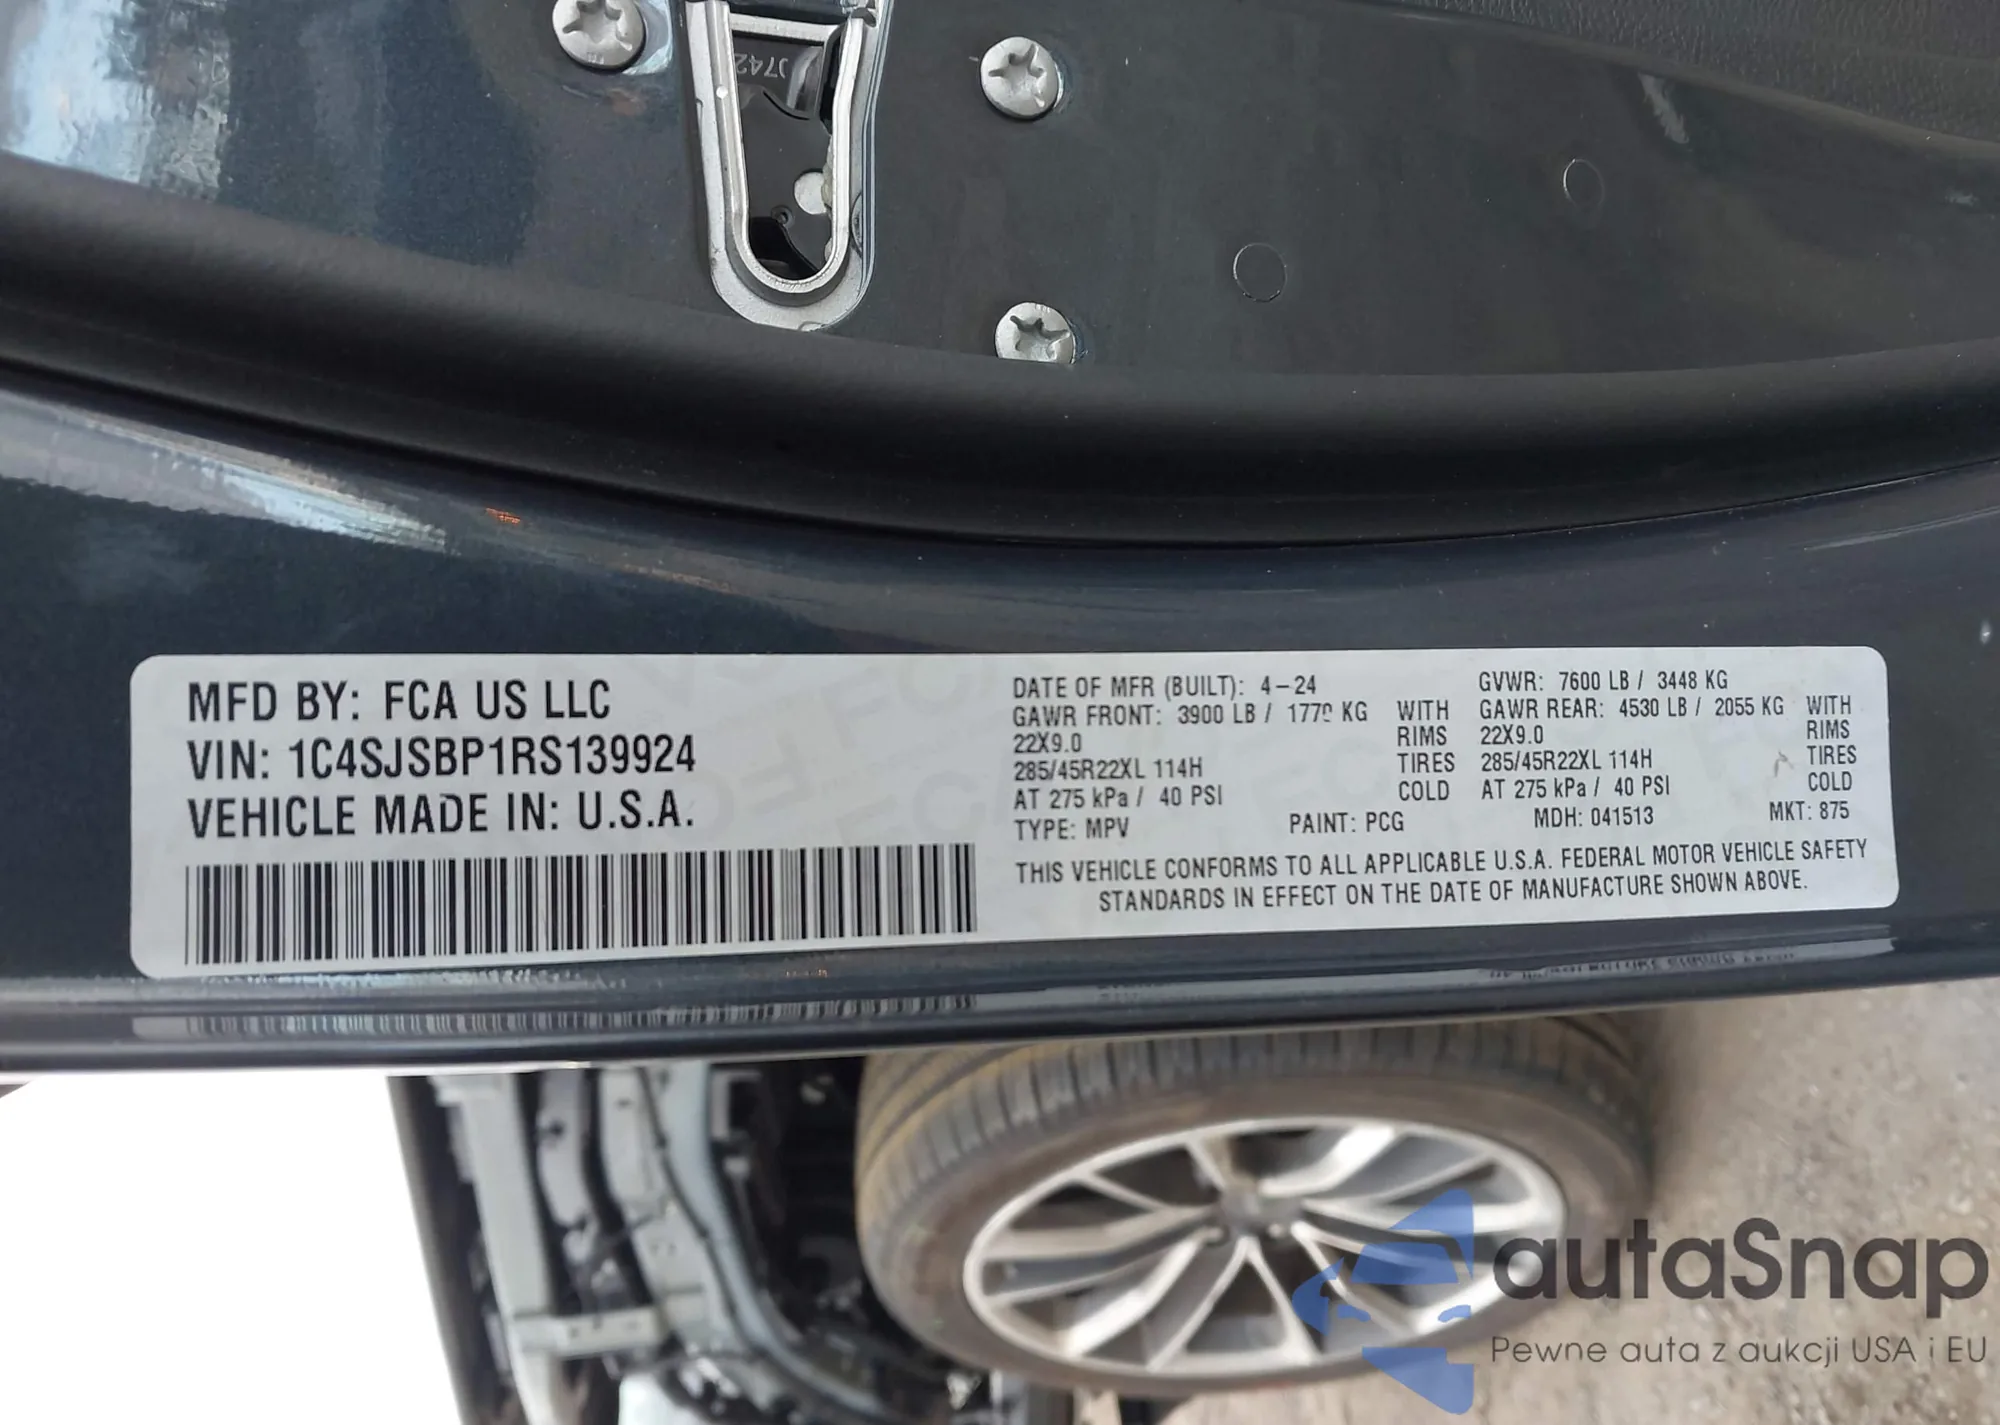 0742
MFD BY: FCA US LLC
VIN: 1C4SJSBP1RS139924
VEHICLE MADE IN: U.S.A.
DATE OF MFR (BUILT): 4-24
GAWR FRONT: 3900 LB / KG WITH
22X9.0 RIMS
285/45R22XL 114H TIRES
AT 275 kPa / 40 PSI COLD
GVWR: 7600 LB / 3448 KG
GAWR REAR: 4530 LB / 2055 KG WITH
22X9.0 RIMS
285/45R22XL 114H TIRES
AT 275 kPa / 40 PSI COLD
TYPE: MPV PAINT: PCG MDH: 041513 MKT: 875
THIS VEHICLE CONFORMS TO ALL APPLICABLE U.S.A. FEDERAL MOTOR VEHICLE SAFETY
STANDARDS IN EFFECT ON THE DATE OF MANUFACTURE SHOWN ABOVE.
autaSnap
Pewne auta z aukcji USA i EU